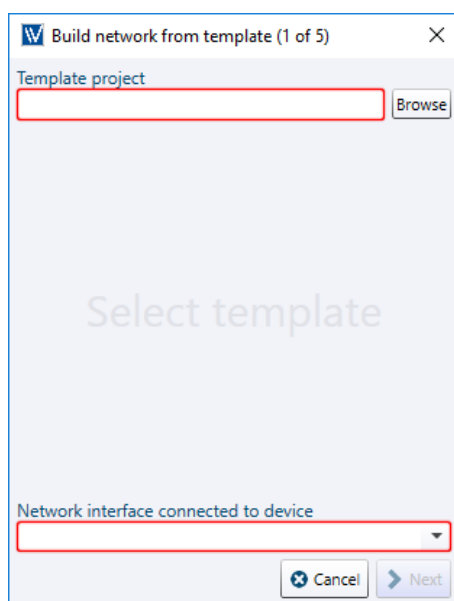 Build network from template (1 of 5)
Template project
Browse
Select template
Network interface connected to device
Cancel Next